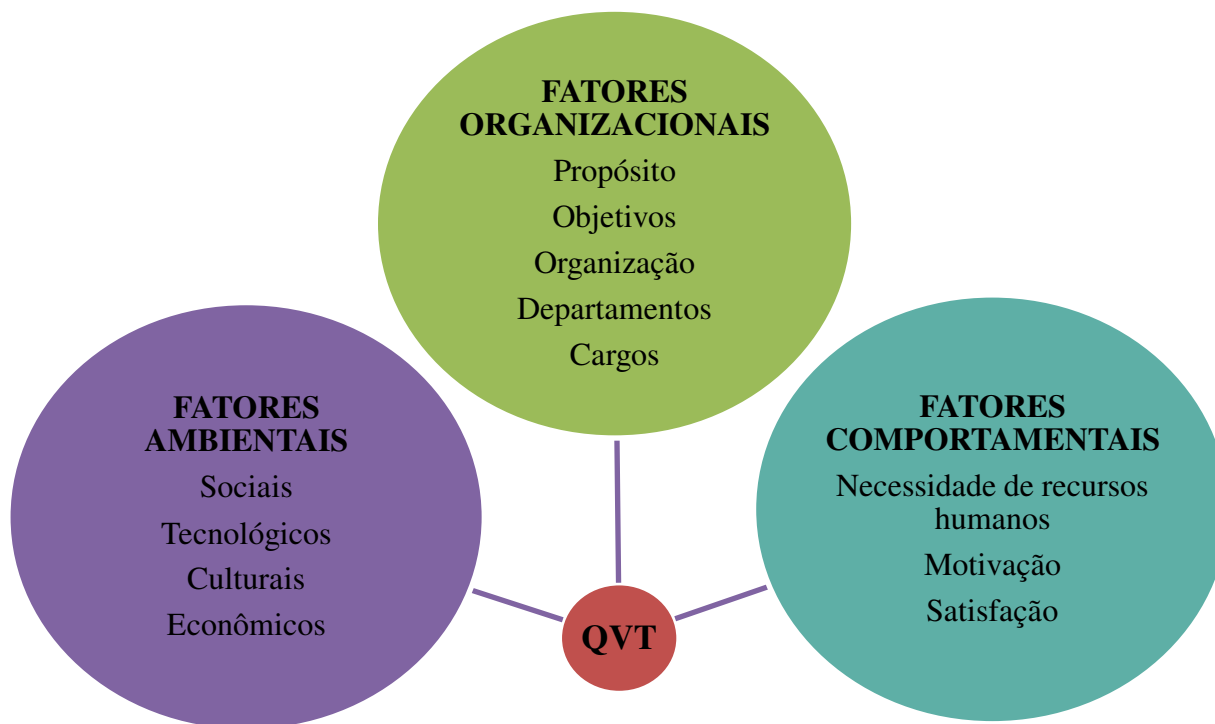 FATORES
ORGANIZACIONAIS
Propósito
Objetivos
Organização
Departamentos
Cargos
FATORES
AMBIENTAIS
Sociais
Tecnológicos
Culturais
Econômicos
FATORES
COMPORTAMENTAIS
Necessidade de recursos
humanos
Motivação
Satisfação
QVT